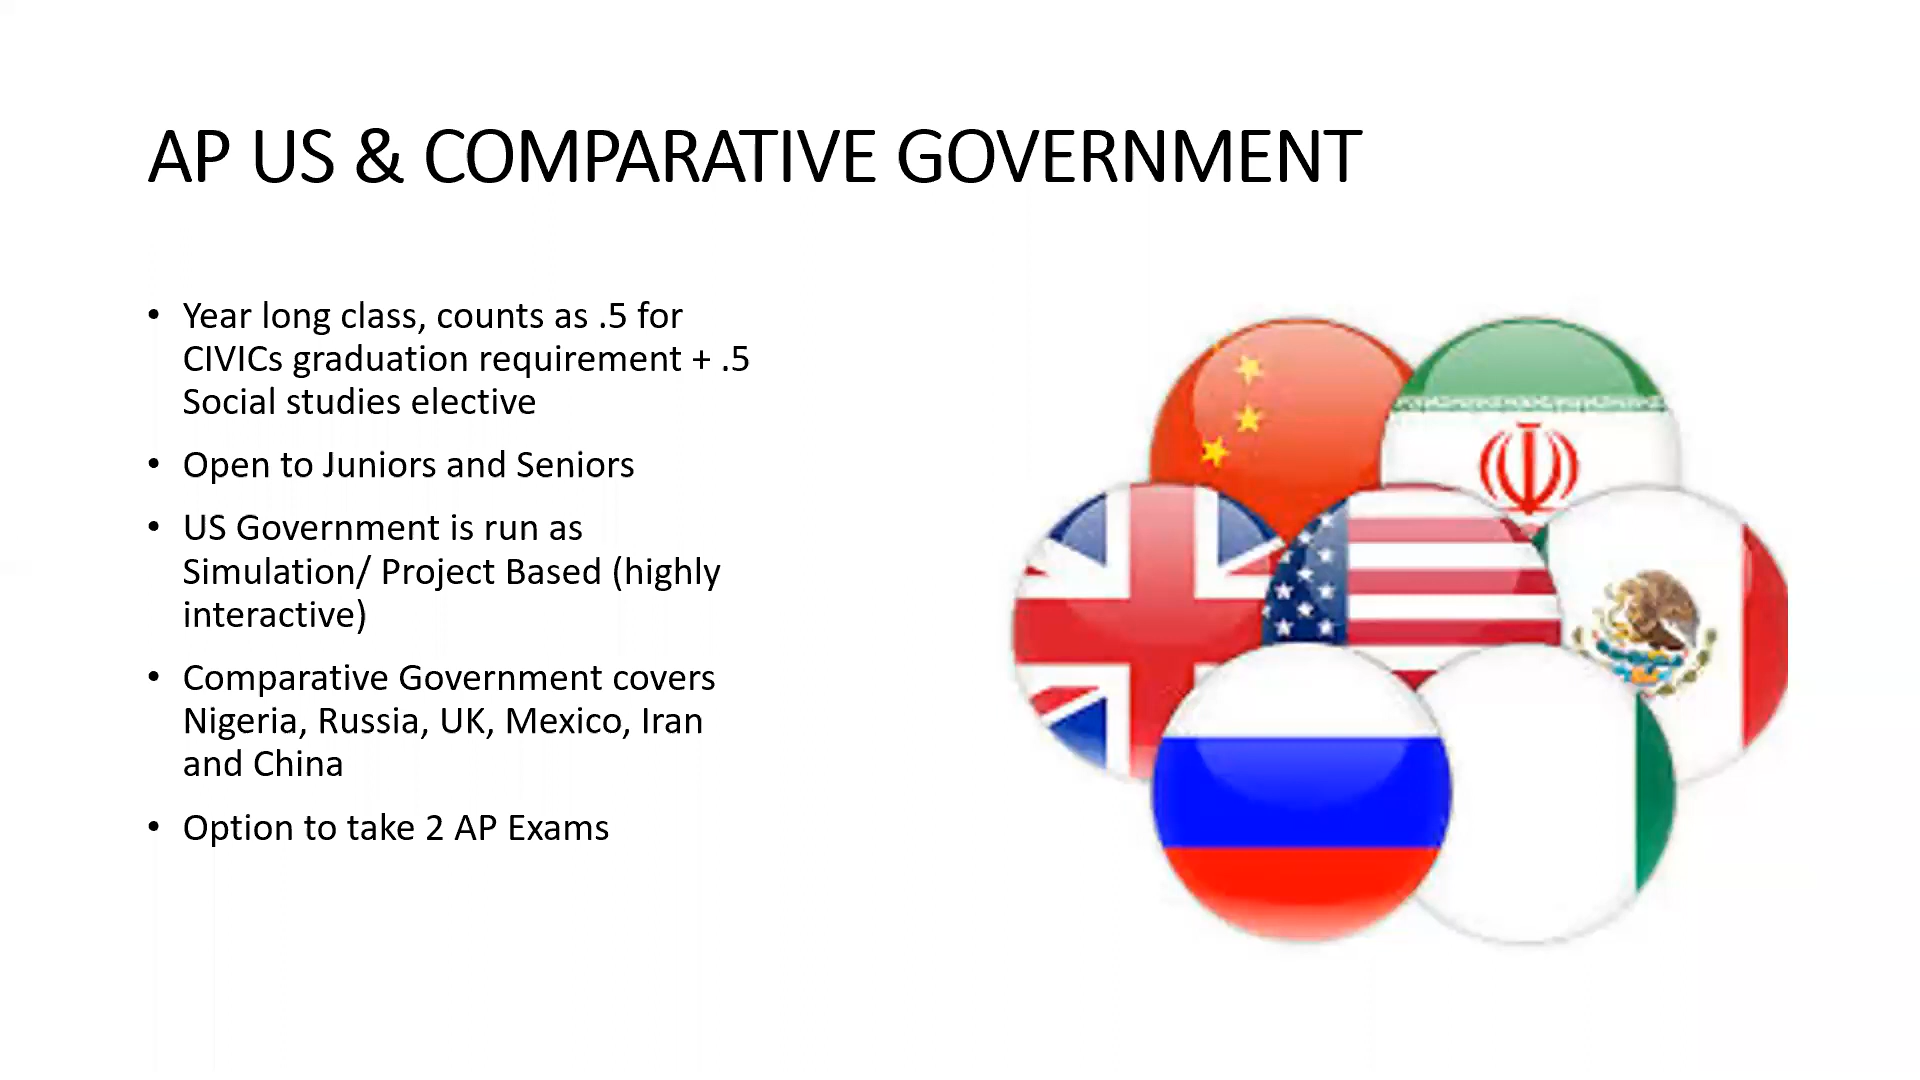 AP US & COMPARATIVE GOVERNMENT
• Year long class, counts as .5 for
CIVICs graduation requirement + .5
Social studies elective
• Open to Juniors and Seniors
• US Government is run as
Simulation/ Project Based (highly
interactive)
• Comparative Government covers
Nigeria, Russia, UK, Mexico, Iran
and China
• Option to take 2 AP Exams